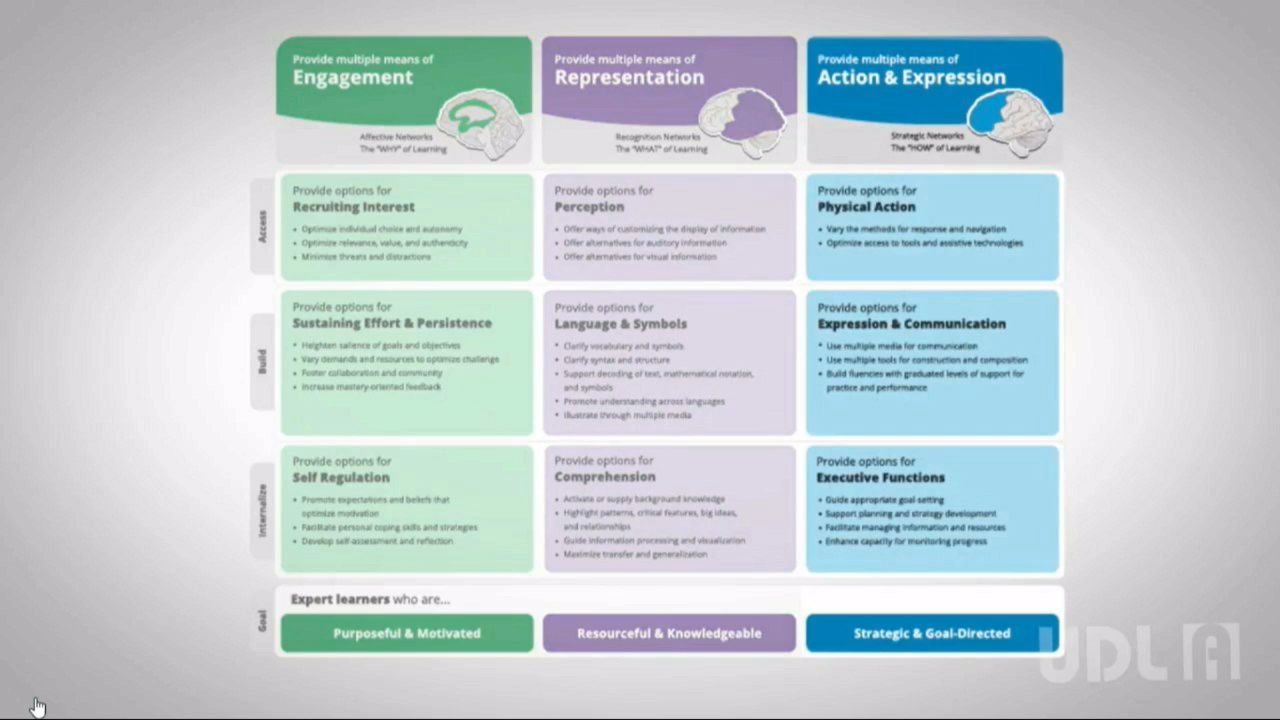 Provide multiple means of
Engagement
Affective Networks
The "WHY" of Learning
Provide multiple means of
Representation
Recognition Networks
The "WHAT" of Learning
Provide multiple means of
Action & Expression
Strategic Networks
The "HOW" of Learning
Access
Provide options for
Recruiting Interest
• Optimize individual choice and autonomy
• Optimize relevance, value, and authenticity
• Minimize threats and distractions
Provide options for
Perception
• Offer ways of customizing the display of information
• Offer alternatives for auditory information
• Offer alternatives for visual information
Provide options for
Physical Action
• Vary the methods for response and navigation
• Optimize access to tools and assistive technologies
Build
Provide options for
Sustaining Effort & Persistence
• Heighten salience of goals and objectives
• Vary demands and resources to optimize challenge
• Foster collaboration and community
• Increase mastery-oriented feedback
Provide options for
Language & Symbols
• Clarify vocabulary and symbols
• Clarify syntax and structure
• Support decoding of text, mathematical notation,
and symbols
• Promote understanding across languages
• Illustrate through multiple media
Provide options for
Expression & Communication
• Use multiple media for communication
• Use multiple tools for construction and composition
• Build fluencies with graduated levels of support for
practice and performance
Internalize
Provide options for
Self Regulation
• Promote expectations and beliefs that
optimize motivation
• Facilitate personal coping skills and strategies
• Develop self-assessment and reflection
Provide options for
Comprehension
• Activate or supply background knowledge
• Highlight patterns, critical features, big ideas,
and relationships
• Guide information processing and visualization
• Maximize transfer and generalization
Provide options for
Executive Functions
• Guide appropriate goal-setting
• Support planning and strategy development
• Facilitate managing information and resources
• Enhance capacity for monitoring progress
Goal
Expert learners who are...
Purposeful & Motivated
Resourceful & Knowledgeable
Strategic & Goal-Directed
UDL